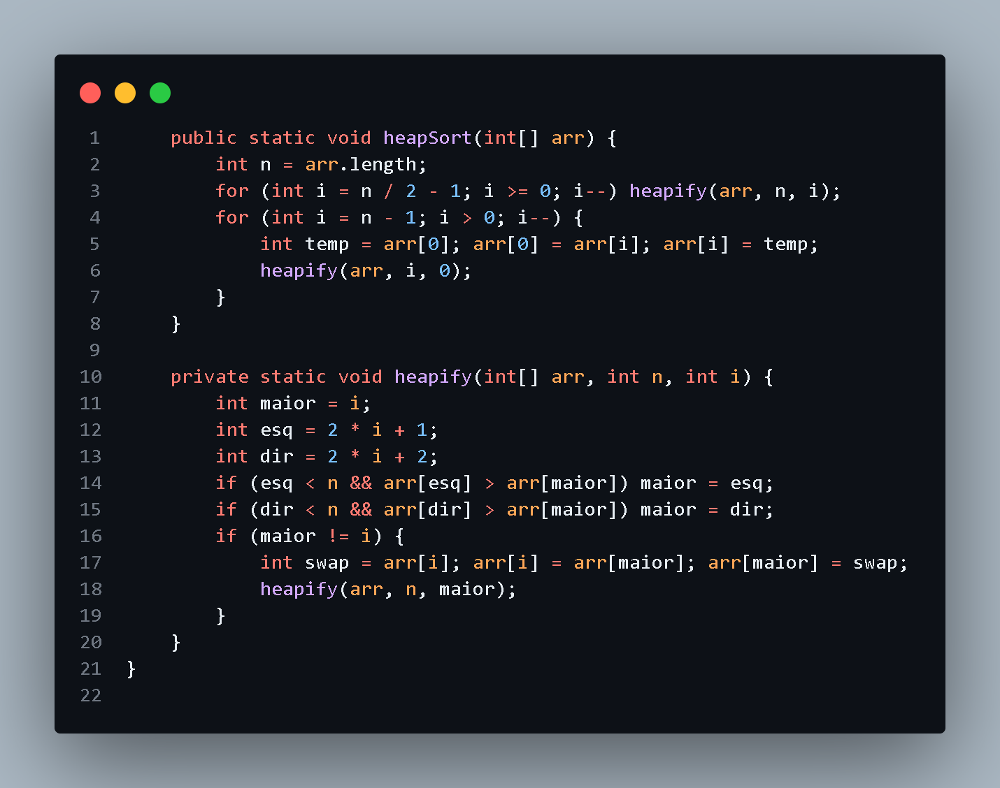 1 public static void heapSort(int[] arr) {
2 int n = arr.length;
3 for (int i = n / 2 - 1; i >= 0; i--) heapify(arr, n, i);
4 for (int i = n - 1; i > 0; i--) {
5 int temp = arr[0]; arr[0] = arr[i]; arr[i] = temp;
6 heapify(arr, i, 0);
7 }
8 }
9
10 private static void heapify(int[] arr, int n, int i) {
11 int maior = i;
12 int esq = 2 * i + 1;
13 int dir = 2 * i + 2;
14 if (esq < n && arr[esq] > arr[maior]) maior = esq;
15 if (dir < n && arr[dir] > arr[maior]) maior = dir;
16 if (maior != i) {
17 int swap = arr[i]; arr[i] = arr[maior]; arr[maior] = swap;
18 heapify(arr, n, maior);
19 }
20 }
21 }
22